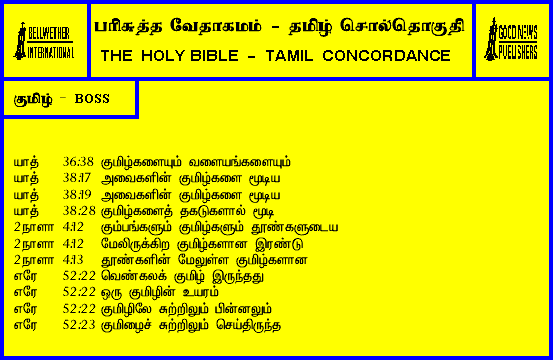 BELLWETHER
INTERNATIONAL
பரிசுத்த வேதாகமம் - தமிழ் சொல்தொகுதி
THE HOLY BIBLE - TAMIL CONCORDANCE
GOOD NEWS
PUBLISHERS
குமிழ் - BOSS
யாத் 36:38 குமிழ்களையும் வளையங்களையும்
யாத் 38:17 அவைகளின் குமிழ்களை மூடிய
யாத் 38:19 அவைகளின் குமிழ்களை மூடிய
யாத் 38:28 குமிழ்களைத் தகடுகளால் மூடி
2நாளா 4:12 கும்பங்களும் குமிழ்களும் தூண்களுடைய
2நாளா 4:12 மேலிருக்கிற குமிழ்களான இரண்டு
2நாளா 4:13 தூண்களின் மேலுள்ள குமிழ்களான
எரே 52:22 வெண்கலக் குமிழ் இருந்தது
எரே 52:22 ஒரு குமிழின் உயரம்
எரே 52:22 குமிழிலே சுற்றிலும் பின்னலும்
எரே 52:23 குமிழைச் சுற்றிலும் செய்திருந்த